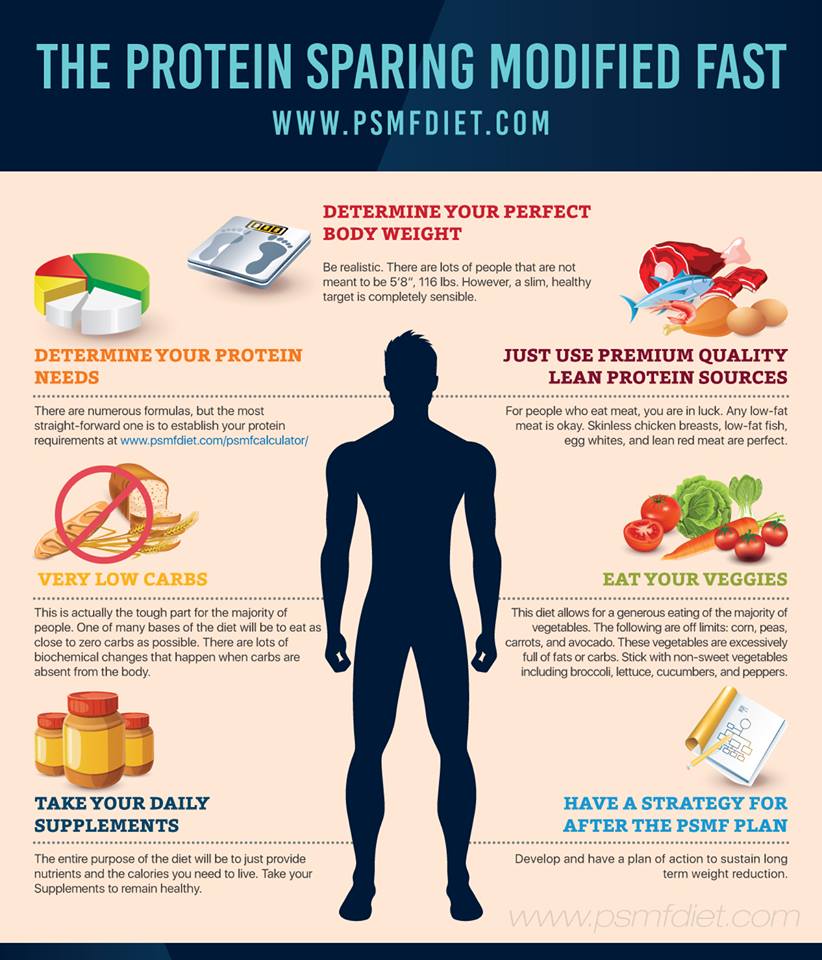 THE PROTEIN SPARING MODIFIED FAST
WWW.PSMFDIET.COM
DETERMINE YOUR PERFECT
BODY WEIGHT
Be realistic. There are lots of people that are not
meant to be 5'8", 116 lbs. However, a slim, healthy
target is completely sensible.
DETERMINE YOUR PROTEIN
NEEDS
There are numerous formulas, but the most
straight-forward one is to establish your protein
requirements at www.psmfdiet.com/psmfcalculator/
JUST USE PREMIUM QUALITY
LEAN PROTEIN SOURCES
For people who eat meat, you are in luck. Any low-fat
meat is okay. Skinless chicken breasts, low-fat fish,
egg whites, and lean red meat are perfect.
VERY LOW CARBS
This is actually the tough part for the majority of
people. One of many bases of the diet will be to eat as
close to zero carbs as possible. There are lots of
biochemical changes that happen when carbs are
absent from the body.
EAT YOUR VEGGIES
This diet allows for a generous eating of the majority of
vegetables. The following are off limits: corn, peas,
carrots, and avocado. These vegetables are excessively
full of fats or carbs. Stick with non-sweet vegetables
including broccoli, lettuce, cucumbers, and peppers.
TAKE YOUR DAILY
SUPPLEMENTS
The entire purpose of the diet will be to just provide
nutrients and the calories you need to live. Take your
Supplements to remain healthy.
HAVE A STRATEGY FOR
AFTER THE PSMF PLAN
Develop and have a plan of action to sustain long
term weight reduction.
www.psmfdiet.com